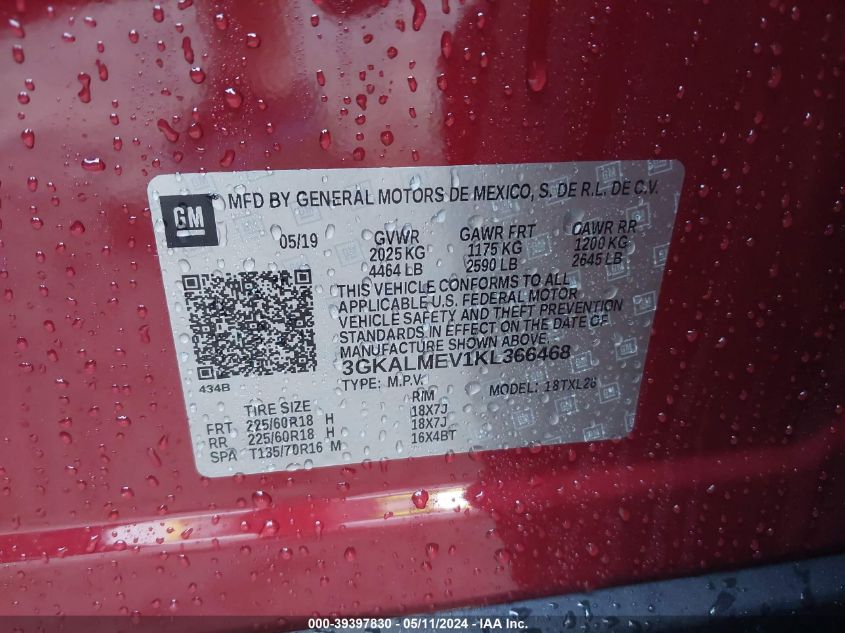 GM
MFD BY GENERAL MOTORS DE MEXICO, S. DE R.L. DE C.V.
05/19 GVWR GAWR FRT GAWR RR
2025 KG 1175 KG 1200 KG
4464 LB 2590 LB 2645 LB
THIS VEHICLE CONFORMS TO ALL
APPLICABLE U.S. FEDERAL MOTOR
VEHICLE SAFETY AND THEFT PREVENTION
STANDARDS IN EFFECT ON THE DATE OF
MANUFACTURE SHOWN ABOVE.
3GKALMEV1KL366468
434B
TYPE: M.P.V. MODEL: 18TXL26
TIRE SIZE RIM
FRT 225/60R18 H 18X7J
RR 225/60R18 H 18X7J
SPA T135/70R16 M 16X4BT
000-39397830 - 05/11/2024 - IAA Inc.